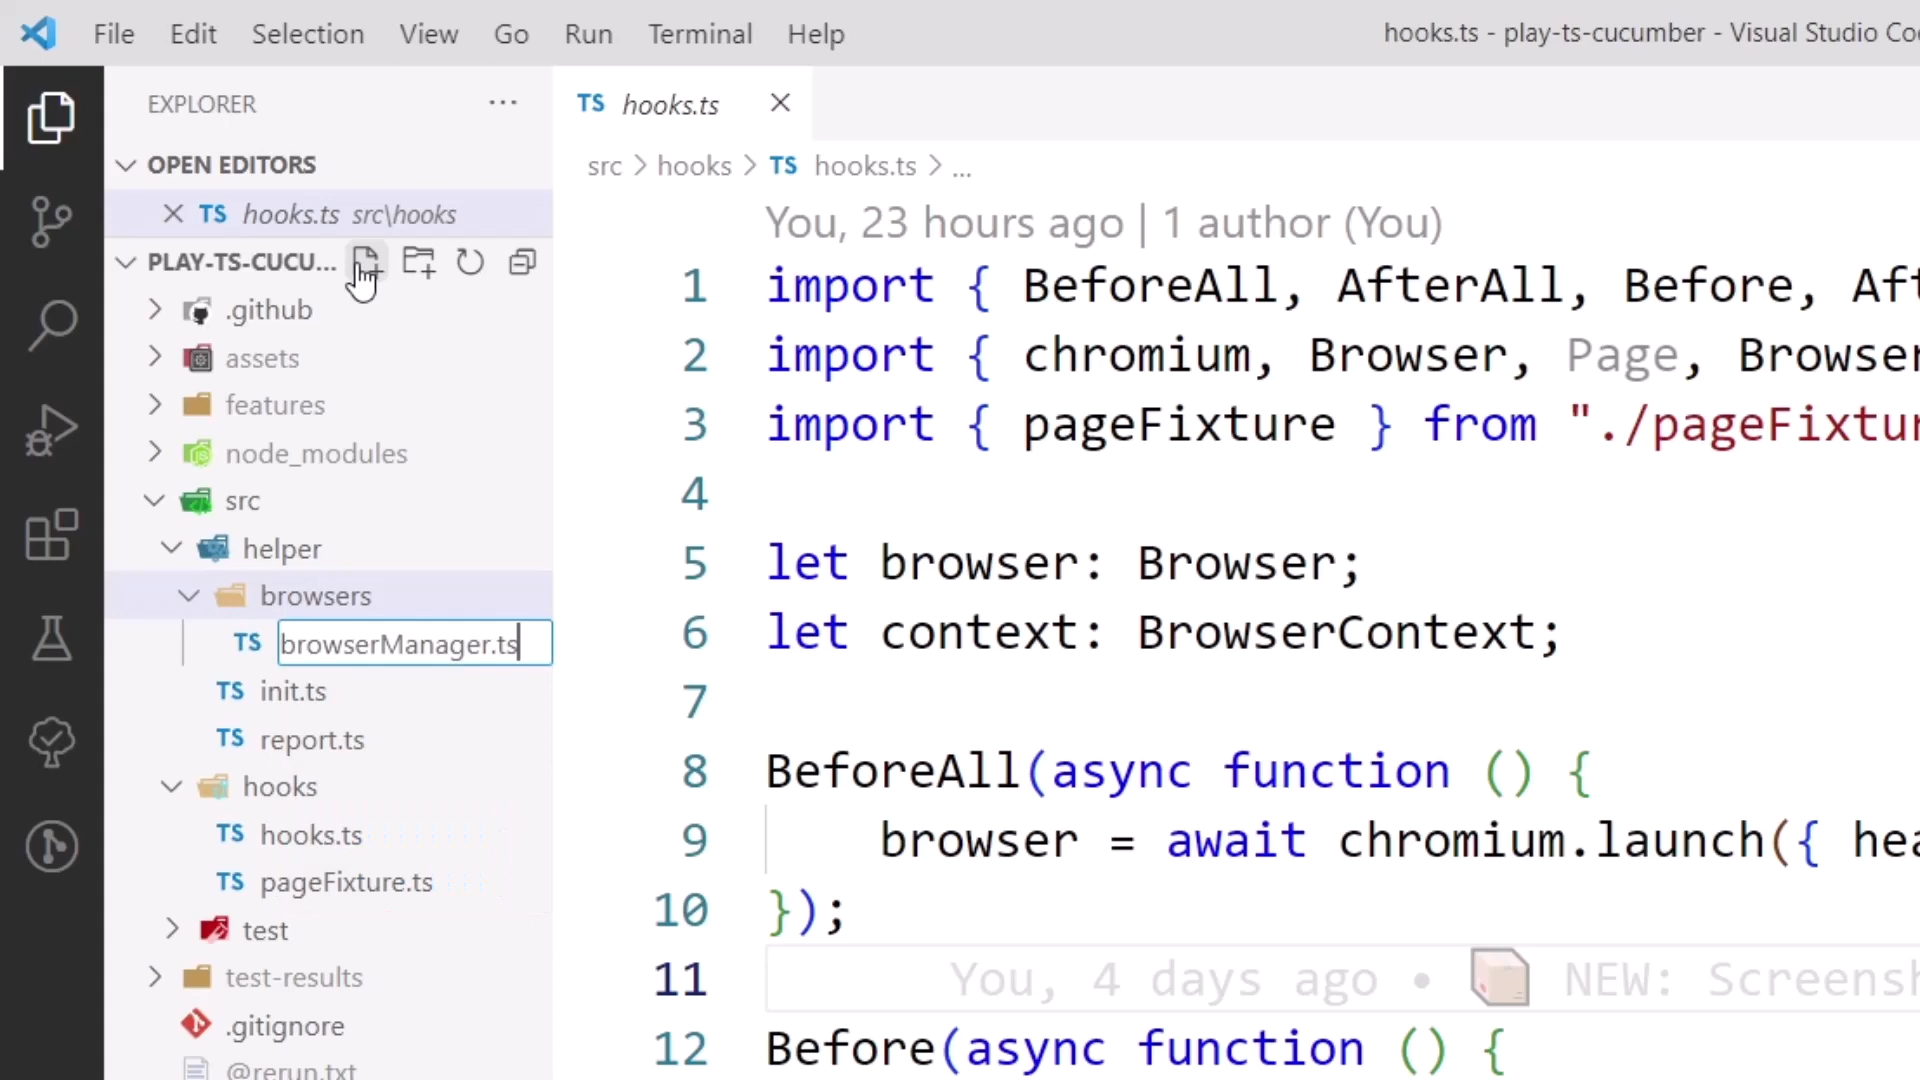 File Edit Selection View Go Run Terminal Help
hooks.ts - play-ts-cucumber - Visual Studio Co
EXPLORER ...
OPEN EDITORS
TS hooks.ts src\hooks
PLAY-TS-CUCU...
.github
assets
features
node_modules
src
helper
browsers
TS browserManager.ts
TS init.ts
TS report.ts
hooks
TS hooks.ts
TS pageFixture.ts
test
test-results
.gitignore
@rerun.txt
TS hooks.ts
src > hooks > TS hooks.ts > ...
You, 23 hours ago | 1 author (You)
1 import { BeforeAll, AfterAll, Before, Af
2 import { chromium, Browser, Page, Browser
3 import { pageFixture } from "./pageFixtur
4
5 let browser: Browser;
6 let context: BrowserContext;
7
8 BeforeAll(async function () {
9 browser = await chromium.launch({ hea
10 });
11 You, 4 days ago • NEW: Screensh
12 Before(async function () {